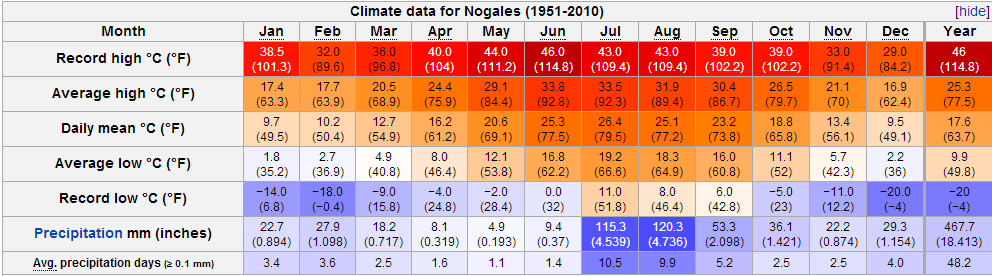 Climate data for Nogales (1951-2010) [hide]
Month Jan Feb Mar Apr May Jun Jul Aug Sep Oct Nov Dec Year
Record high °C (°F) 38.5 32.0 36.0 40.0 44.0 46.0 43.0 43.0 39.0 39.0 33.0 29.0 46
(101.3) (89.6) (96.8) (104) (111.2) (114.8) (109.4) (109.4) (102.2) (102.2) (91.4) (84.2) (114.8)
Average high °C (°F) 17.4 17.7 20.5 24.4 29.1 33.8 33.5 31.9 30.4 26.5 21.1 16.9 25.3
(63.3) (63.9) (68.9) (75.9) (84.4) (92.8) (92.3) (89.4) (86.7) (79.7) (70) (62.4) (77.5)
Daily mean °C (°F) 9.7 10.2 12.7 16.2 20.6 25.3 26.4 25.1 23.2 18.8 13.4 9.5 17.6
(49.5) (50.4) (54.9) (61.2) (69.1) (77.5) (79.5) (77.2) (73.8) (65.8) (56.1) (49.1) (63.7)
Average low °C (°F) 1.8 2.7 4.9 8.0 12.1 16.8 19.2 18.3 16.0 11.1 5.7 2.2 9.9
(35.2) (36.9) (40.8) (46.4) (53.8) (62.2) (66.6) (64.9) (60.8) (52) (42.3) (36) (49.8)
Record low °C (°F) −14.0 −18.0 −9.0 −4.0 −2.0 0.0 11.0 8.0 6.0 −5.0 −11.0 −20.0 −20
(6.8) (−0.4) (15.8) (24.8) (28.4) (32) (51.8) (46.4) (42.8) (23) (12.2) (−4) (−4)
Precipitation mm (inches) 22.7 27.9 18.2 8.1 4.9 9.4 115.3 120.3 53.3 36.1 22.2 29.3 467.7
(0.894) (1.098) (0.717) (0.319) (0.193) (0.37) (4.539) (4.736) (2.098) (1.421) (0.874) (1.154) (18.413)
Avg. precipitation days (≥ 0.1 mm) 3.4 3.6 2.5 1.6 1.1 1.4 10.5 9.9 5.2 2.5 2.5 4.0 48.2